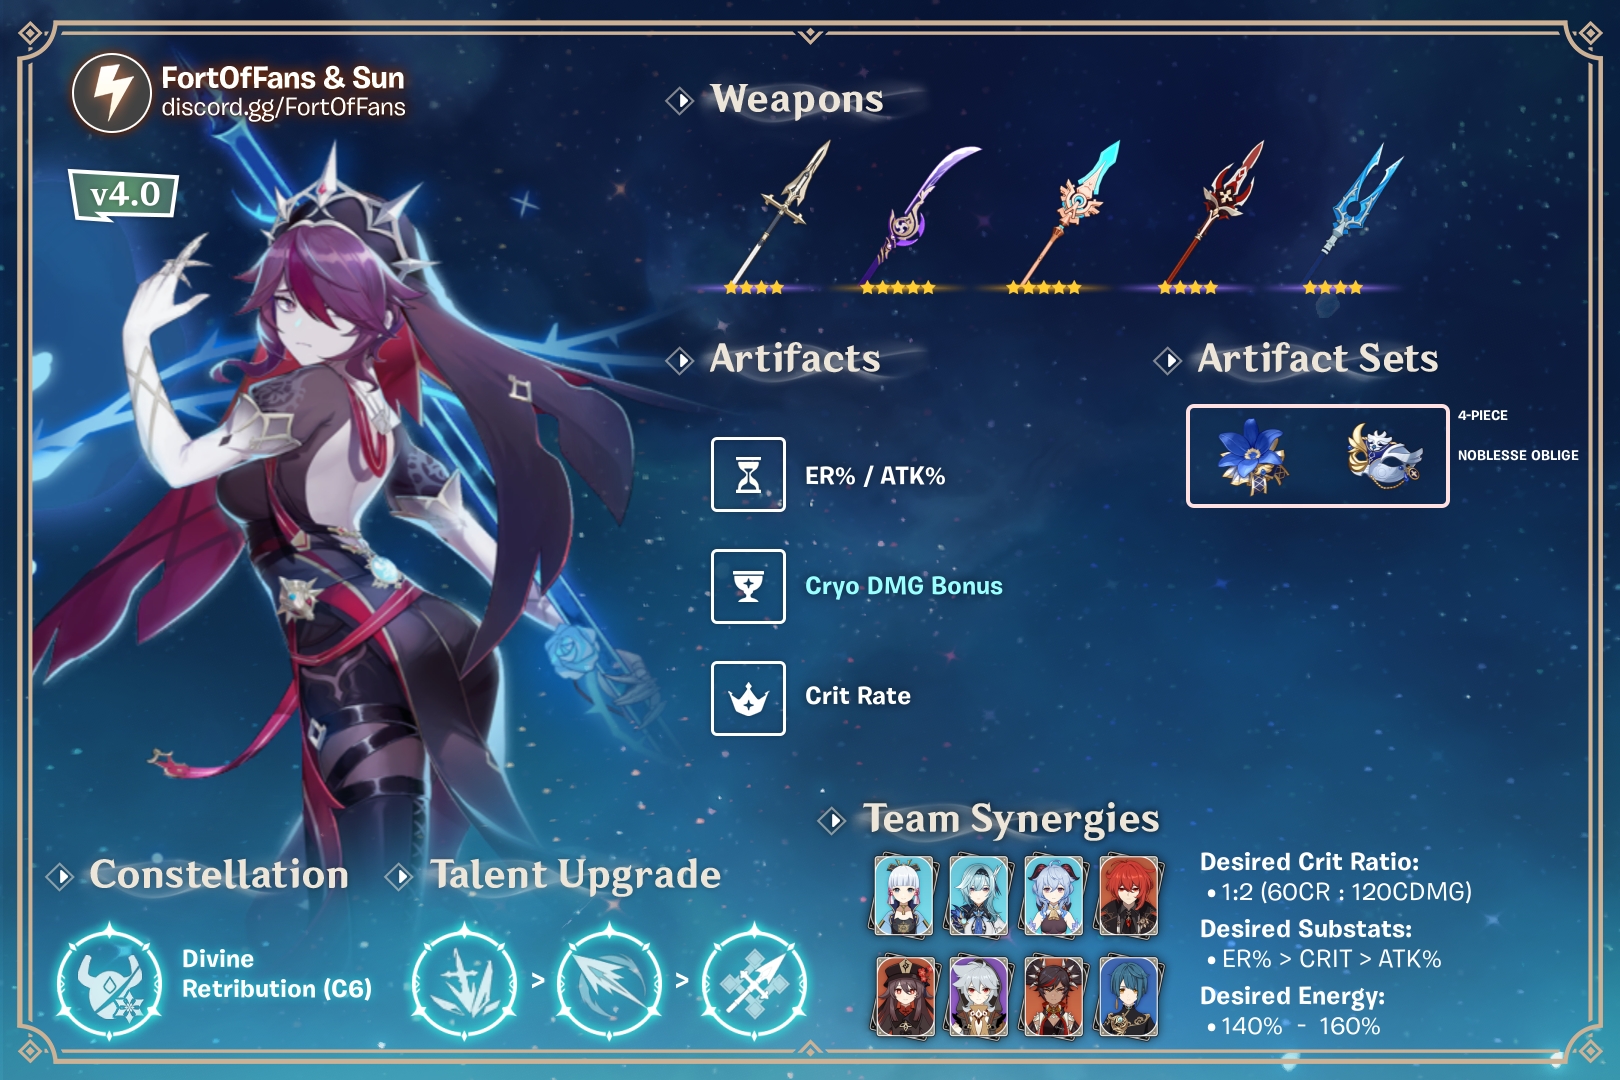 FortOfFans & Sun
discord.gg/FortOfFans
v4.0
Weapons
Artifacts
ER% / ATK%
Cryo DMG Bonus
Crit Rate
Artifact Sets
4-PIECE
NOBLESSE OBLIGE
Constellation
Divine
Retribution (C6)
Talent Upgrade
> >
Team Synergies
Desired Crit Ratio:
• 1:2 (60CR : 120CDMG)
Desired Substats:
• ER% > CRIT > ATK%
Desired Energy:
• 140% - 160%